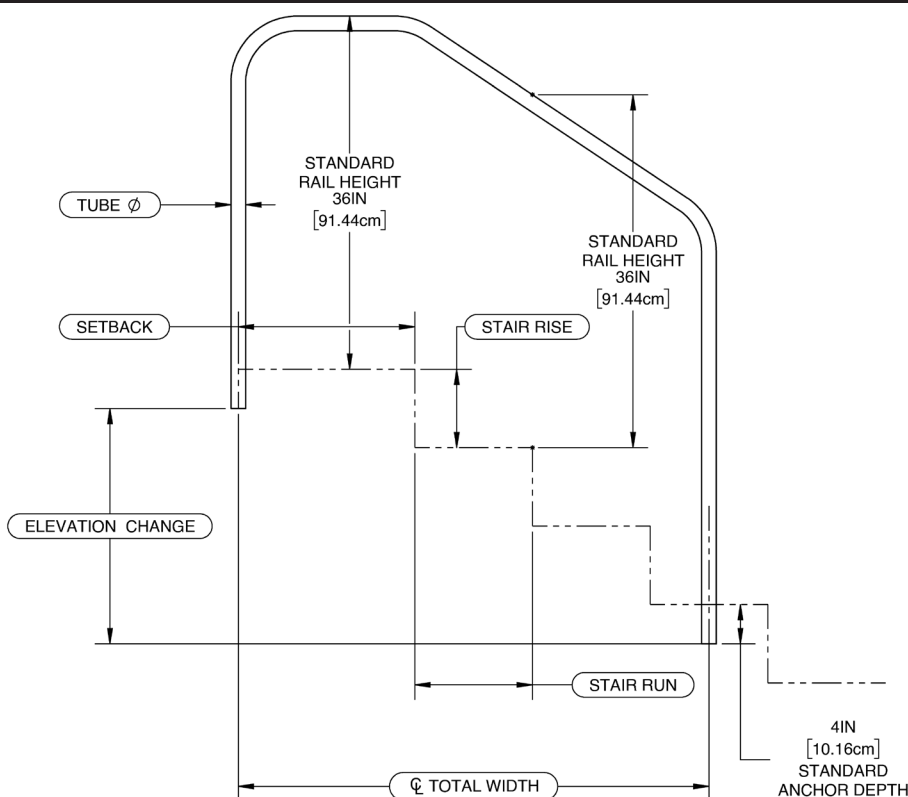 STANDARD
RAIL HEIGHT
36IN
[91.44cm]
TUBE Ø
STANDARD
RAIL HEIGHT
36IN
[91.44cm]
SETBACK
STAIR RISE
ELEVATION CHANGE
STAIR RUN
4IN
[10.16cm]
STANDARD
ANCHOR DEPTH
℄ TOTAL WIDTH